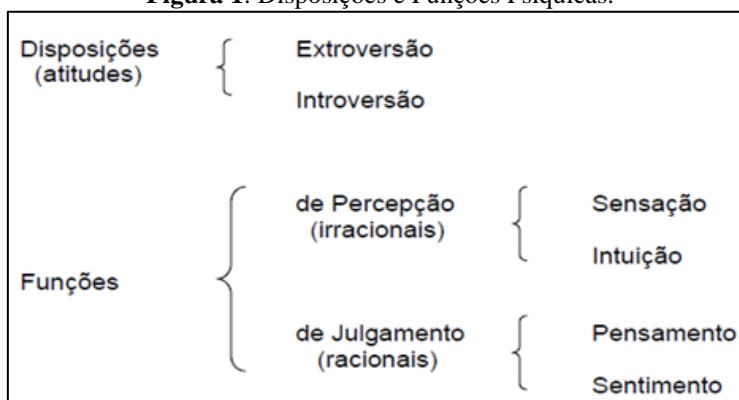 Figura 1. Disposições e Funções Psíquicas.
Disposições
(atitudes)
Extroversão
Introversão
Funções
de Percepção
(irracionais)
Sensação
Intuição
de Julgamento
(racionais)
Pensamento
Sentimento